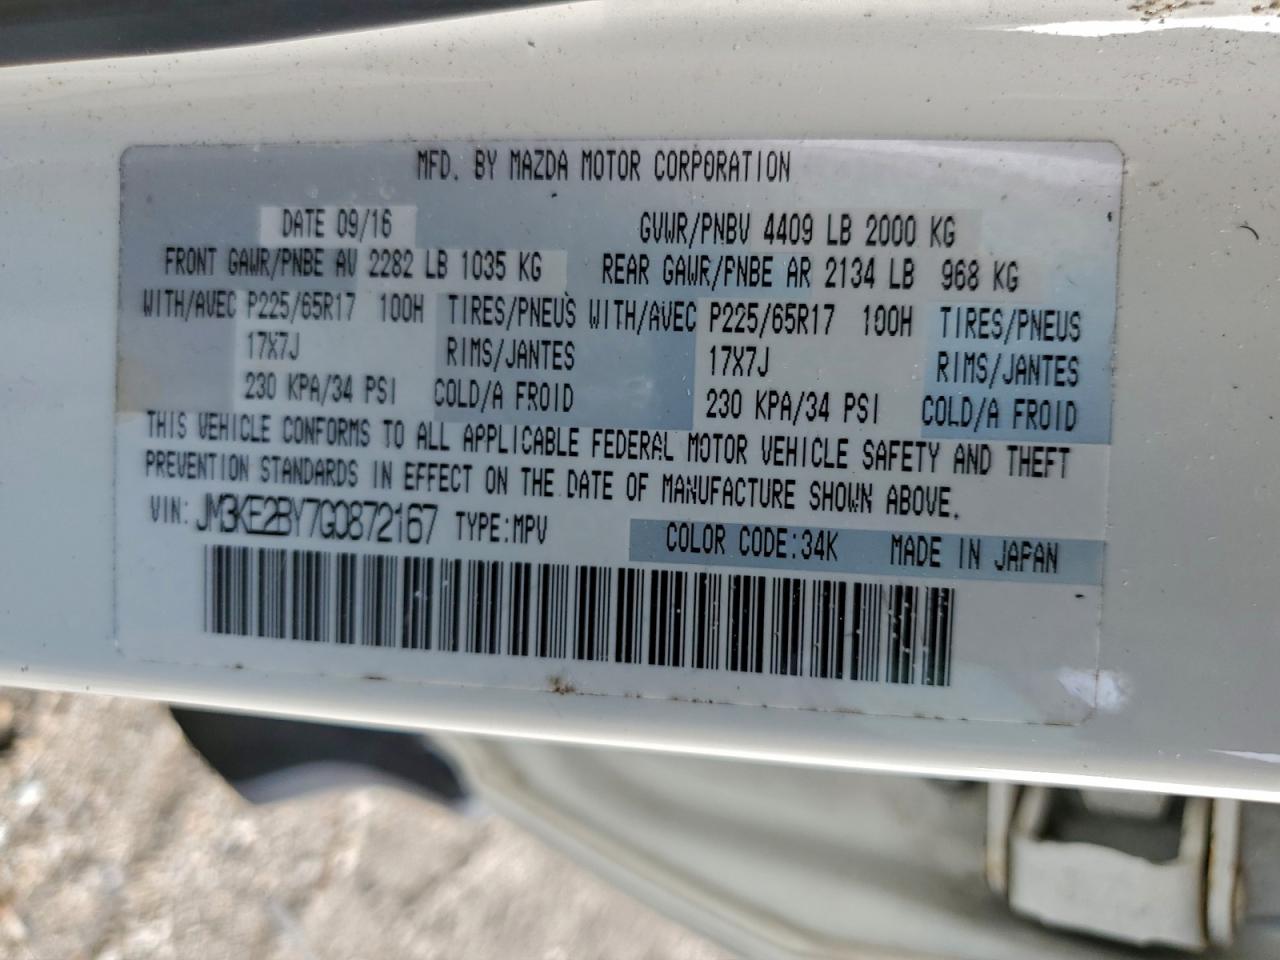 MFD. BY MAZDA MOTOR CORPORATION
DATE 09/16 GVWR/PNBV 4409 LB 2000 KG
FRONT GAWR/PNBE AV 2282 LB 1035 KG REAR GAWR/PNBE AR 2134 LB 968 KG
WITH/AVEC P225/65R17 100H TIRES/PNEUS WITH/AVEC P225/65R17 100H TIRES/PNEUS
17X7J RIMS/JANTES 17X7J RIMS/JANTES
230 KPA/34 PSI COLD/A FROID 230 KPA/34 PSI COLD/A FROID
THIS VEHICLE CONFORMS TO ALL APPLICABLE FEDERAL MOTOR VEHICLE SAFETY AND THEFT
PREVENTION STANDARDS IN EFFECT ON THE DATE OF MANUFACTURE SHOWN ABOVE.
VIN: JM3KE2BY7G0872167 TYPE:MPV COLOR CODE:34K MADE IN JAPAN